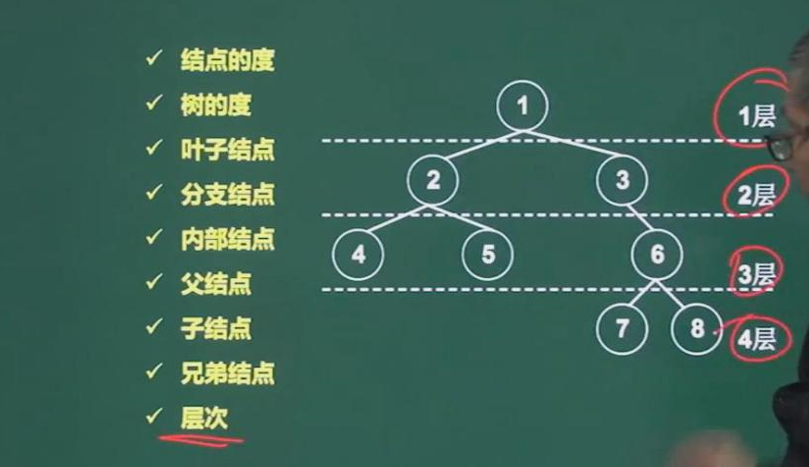 ✓ 结点的度
✓ 树的度
✓ 叶子结点
✓ 分支结点
✓ 内部结点
✓ 父结点
✓ 子结点
✓ 兄弟结点
✓ 层次
1
1层
2
3
2层
4
5
6
3层
7
8
4层